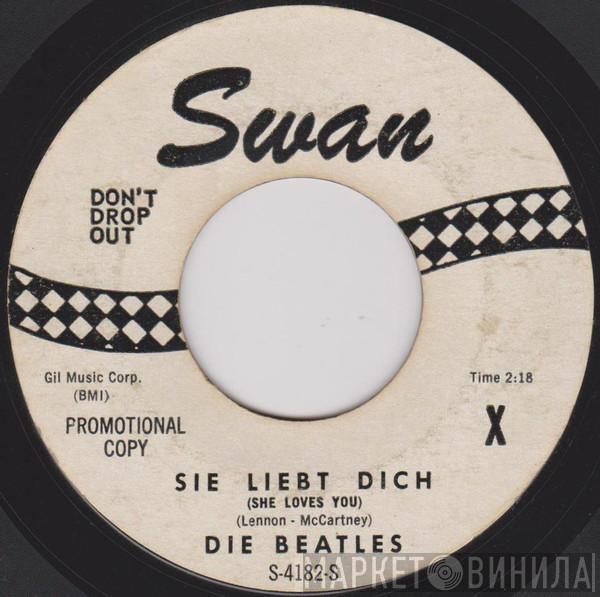 Swan
DON'T
DROP
OUT
Gil Music Corp.
(BMI)
Time 2:18
PROMOTIONAL
COPY
X
SIE LIEBT DICH
(SHE LOVES YOU)
(Lennon - McCartney)
DIE BEATLES
S-4182-S
МАРКЕТ ВИНИЛА